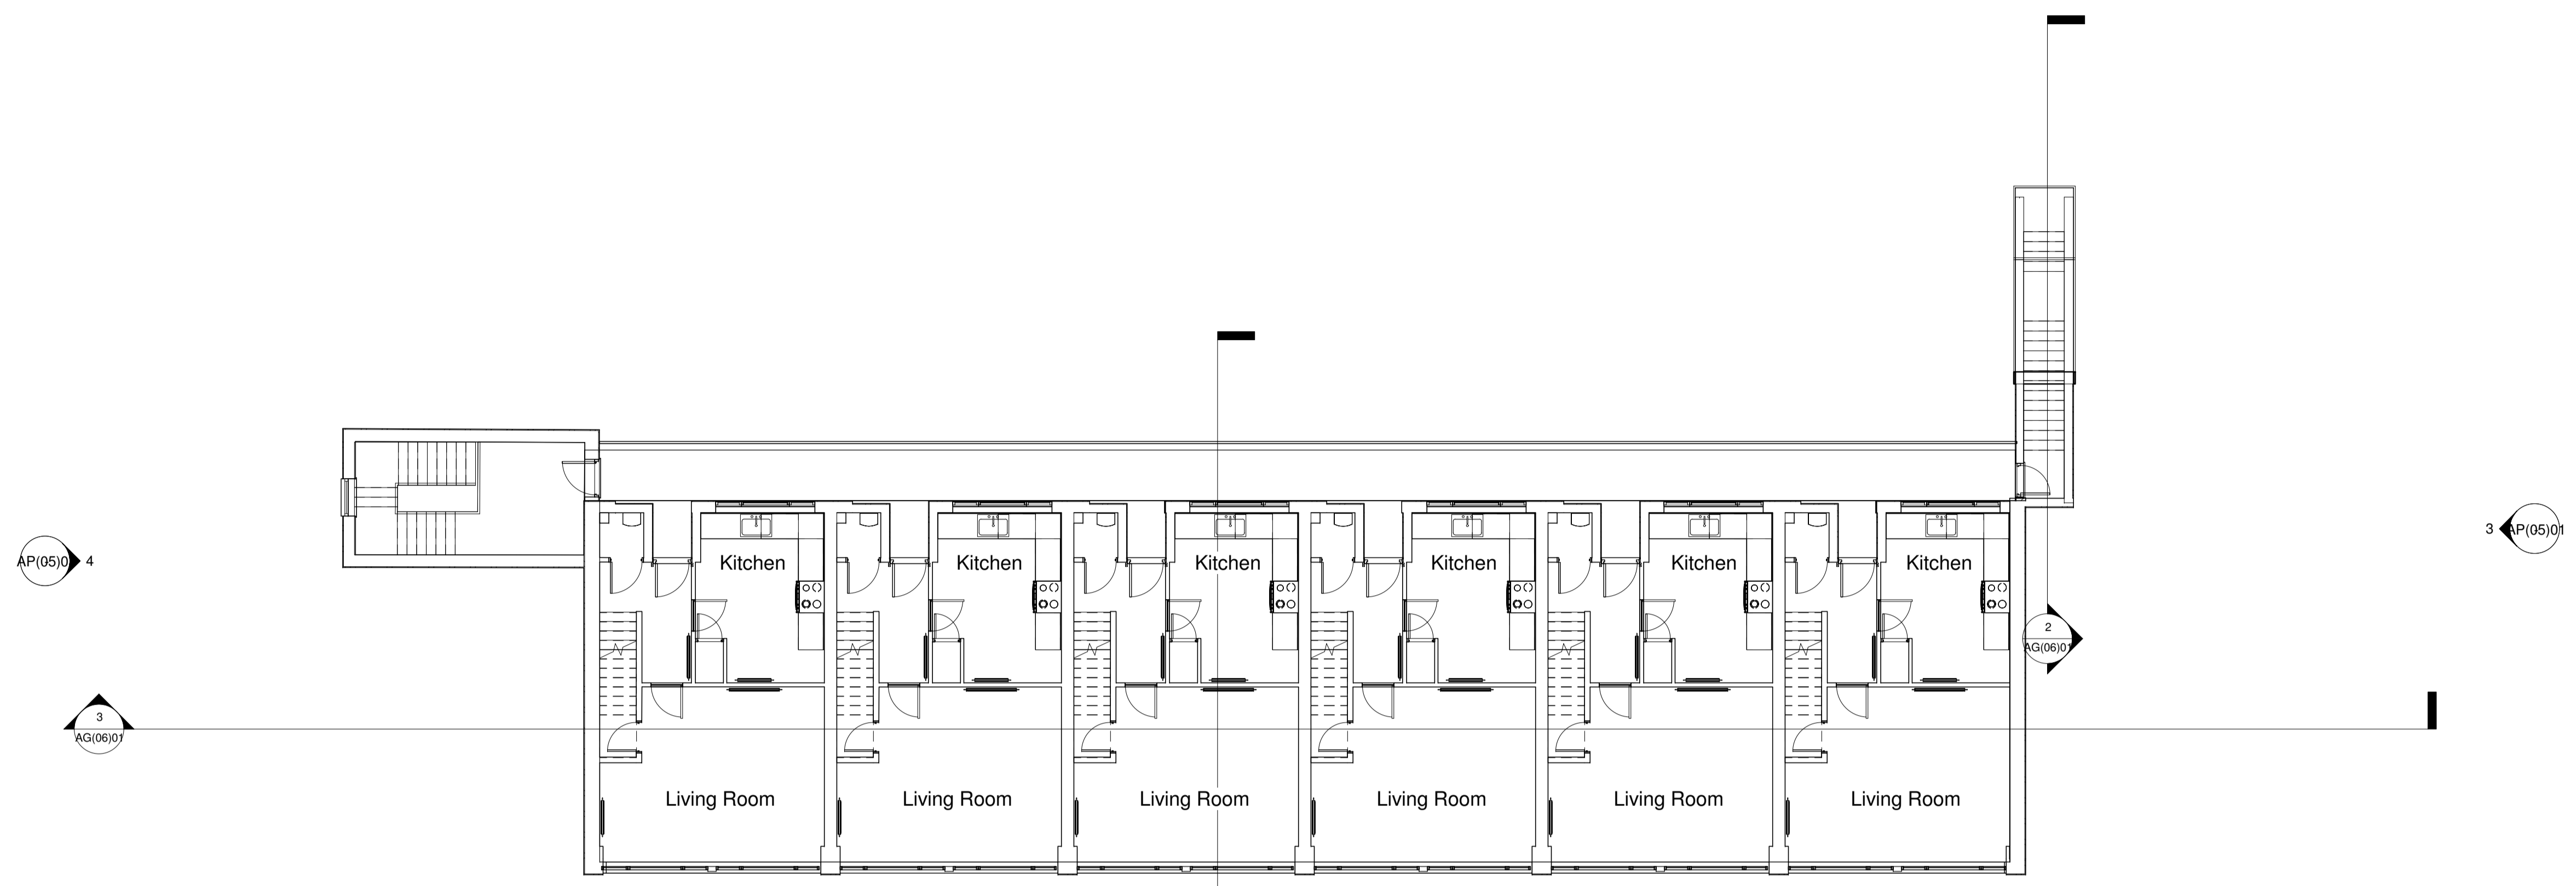 Kitchen Kitchen Kitchen Kitchen Kitchen Kitchen
AP(05)0 4
3 AP(05)01
2
AG(06)01
3
AG(06)01
Living Room Living Room Living Room Living Room Living Room Living Room